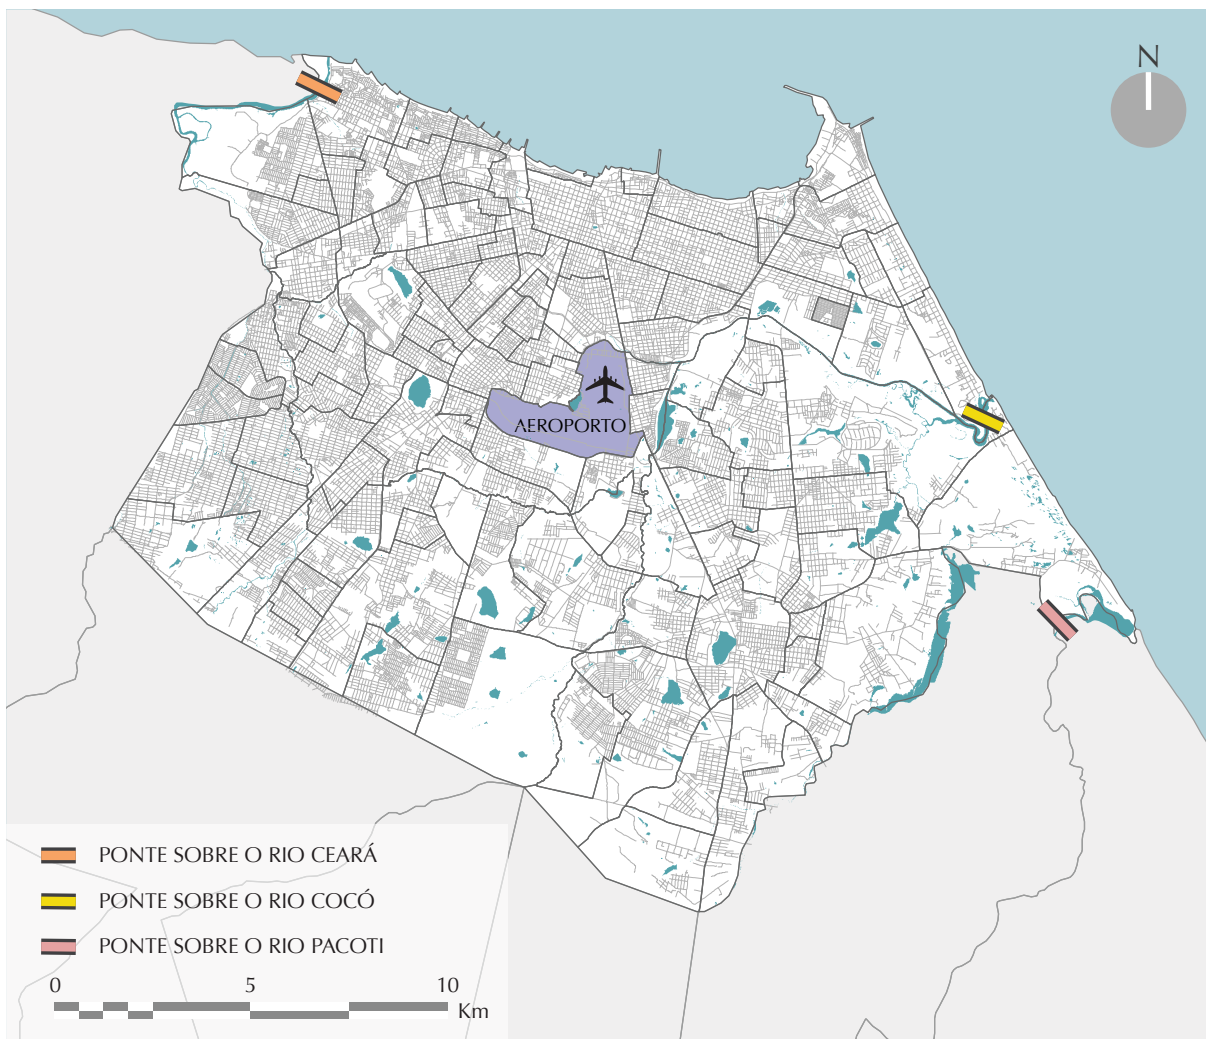 N
AEROPORTO
PONTE SOBRE O RIO CEARÁ
PONTE SOBRE O RIO COCÓ
PONTE SOBRE O RIO PACOTI
0 5 10
Km